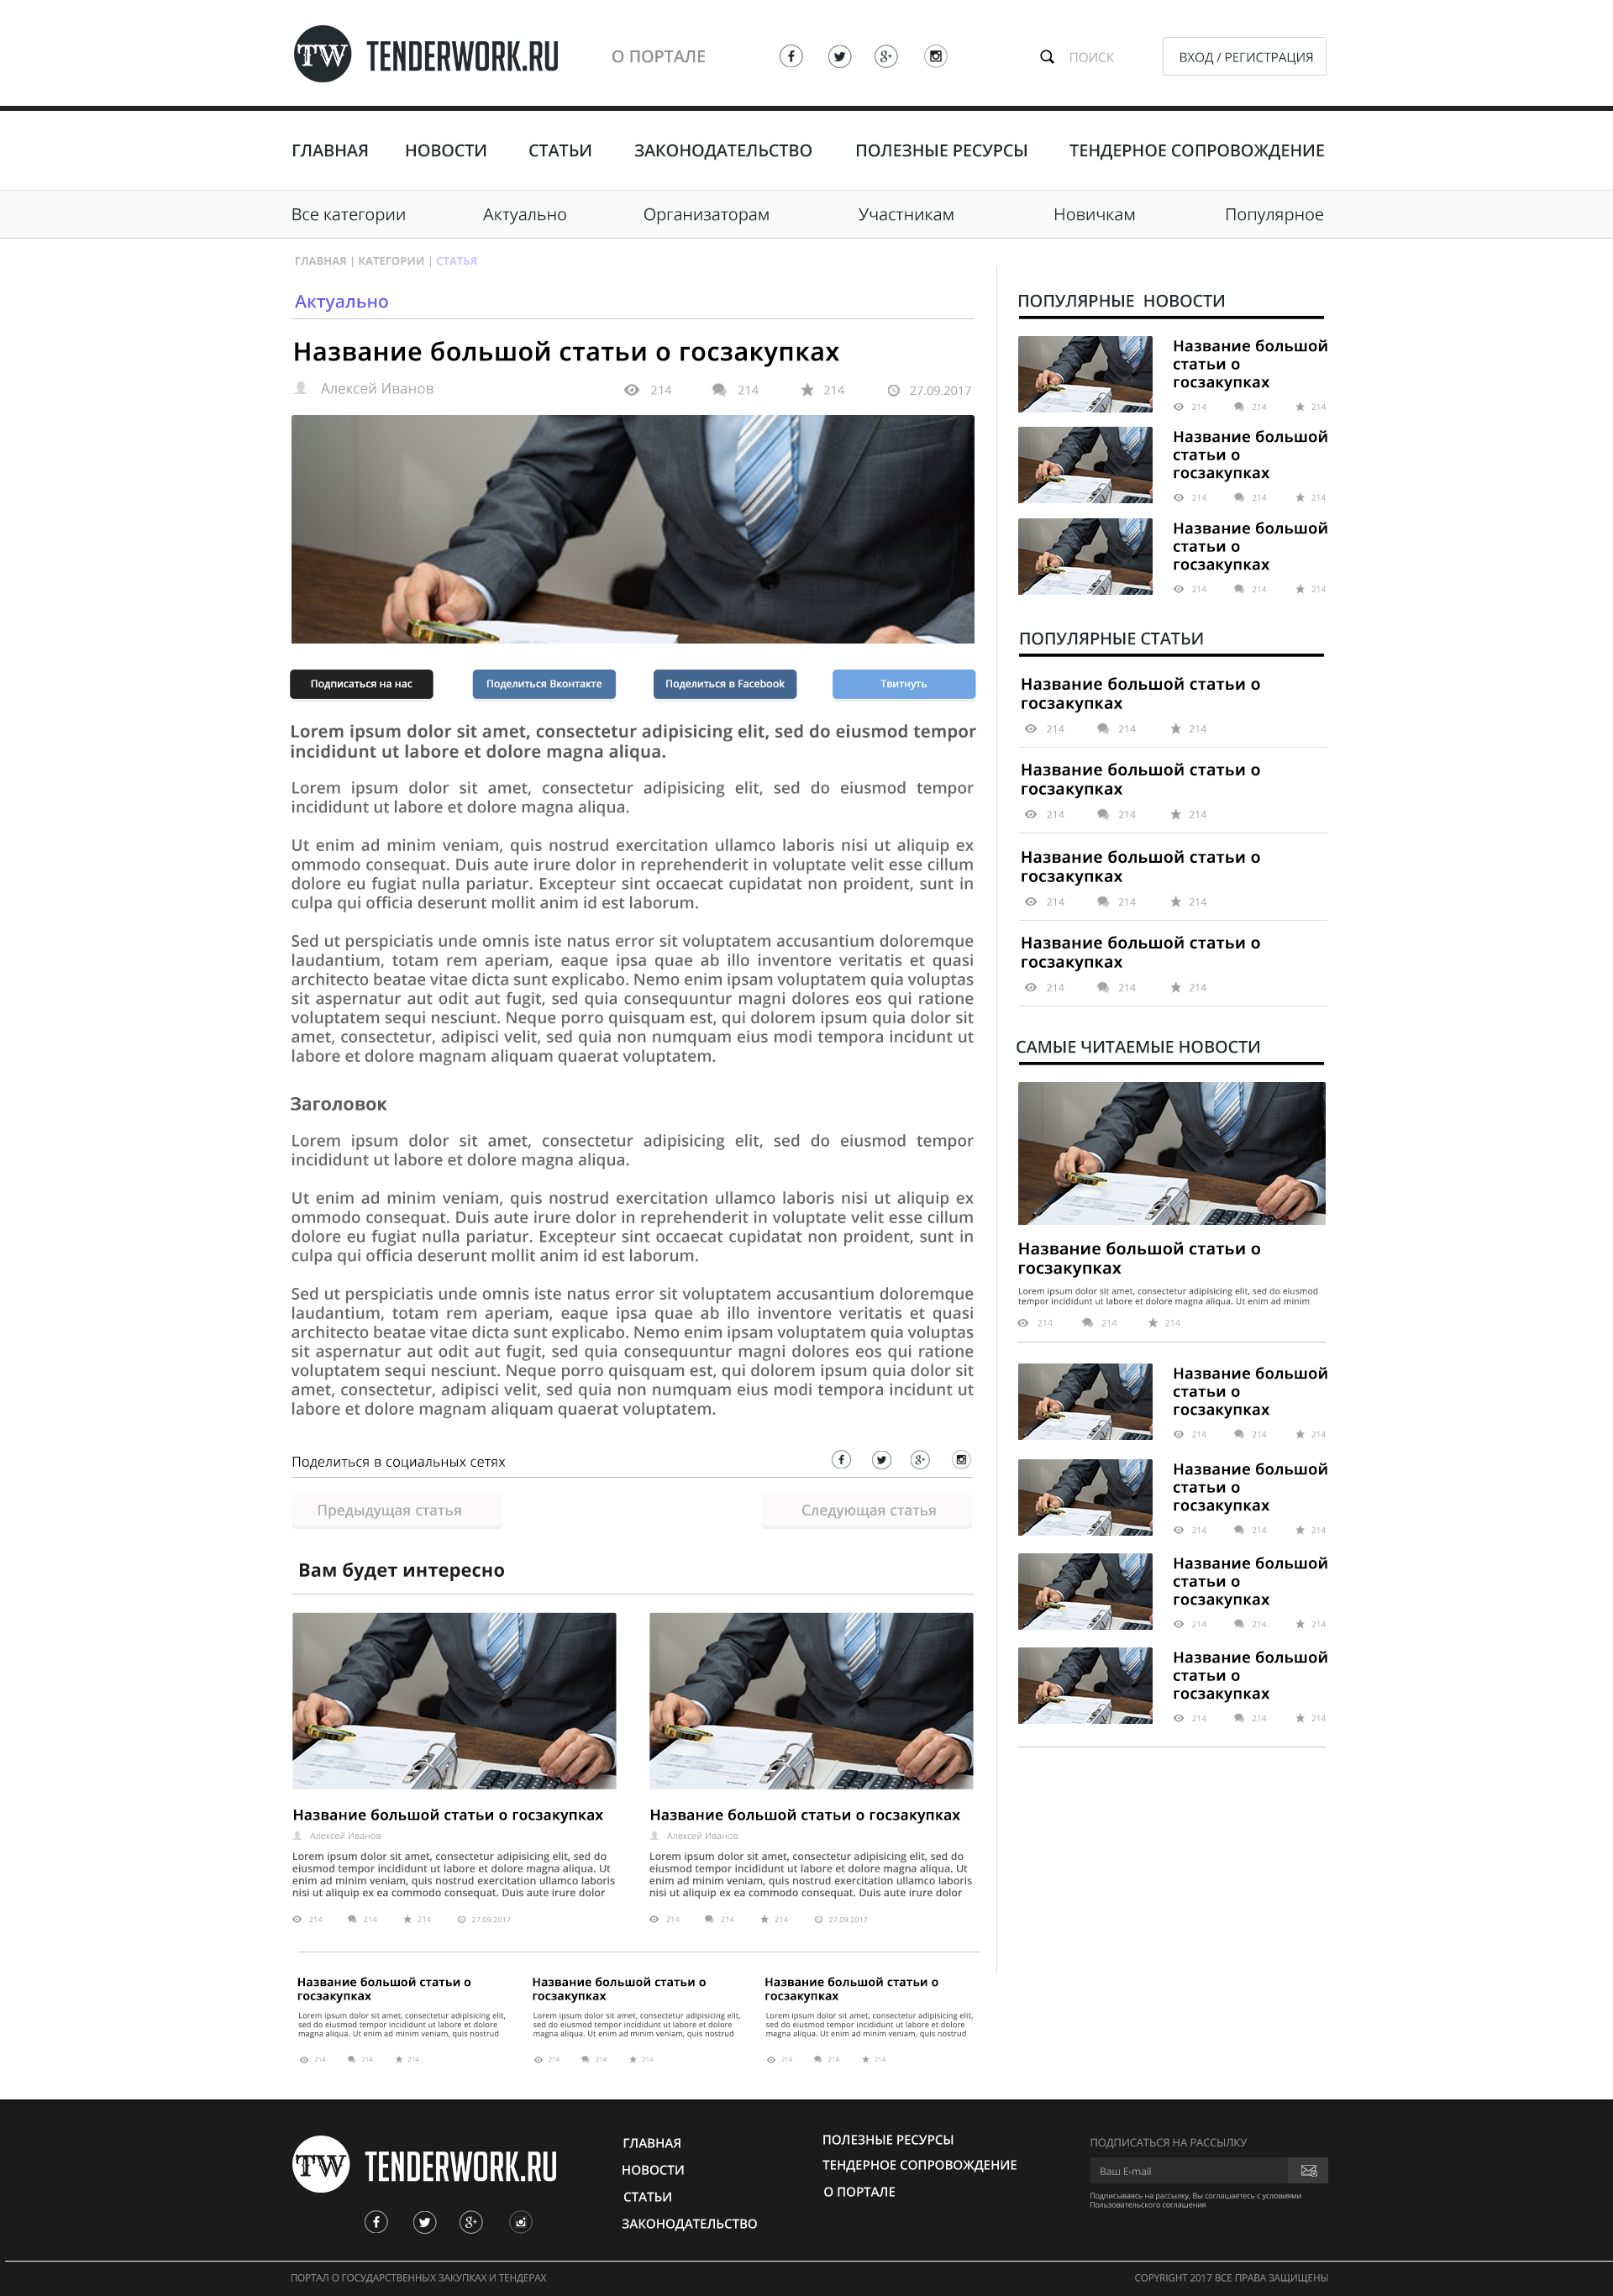 TW TENDERWORK.RU О ПОРТАЛЕ ПОИСК ВХОД / РЕГИСТРАЦИЯ
ГЛАВНАЯ НОВОСТИ СТАТЬИ ЗАКОНОДАТЕЛЬСТВО ПОЛЕЗНЫЕ РЕСУРСЫ ТЕНДЕРНОЕ СОПРОВОЖДЕНИЕ
Все категории Актуально Организаторам Участникам Новичкам Популярное
ГЛАВНАЯ | КАТЕГОРИИ | СТАТЬЯ
Актуально
Название большой статьи о госзакупках
Алексей Иванов 214 214 214 27.09.2017
Подписаться на нас Поделиться Вконтакте Поделиться в Facebook Твитнуть
Lorem ipsum dolor sit amet, consectetur adipisicing elit, sed do eiusmod tempor
incididunt ut labore et dolore magna aliqua.
Lorem ipsum dolor sit amet, consectetur adipisicing elit, sed do eiusmod tempor
incididunt ut labore et dolore magna aliqua.
Ut enim ad minim veniam, quis nostrud exercitation ullamco laboris nisi ut aliquip ex
ommodo consequat. Duis aute irure dolor in reprehenderit in voluptate velit esse cillum
dolore eu fugiat nulla pariatur. Excepteur sint occaecat cupidatat non proident, sunt in
culpa qui officia deserunt mollit anim id est laborum.
Sed ut perspiciatis unde omnis iste natus error sit voluptatem accusantium doloremque
laudantium, totam rem aperiam, eaque ipsa quae ab illo inventore veritatis et quasi
architecto beatae vitae dicta sunt explicabo. Nemo enim ipsam voluptatem quia voluptas
sit aspernatur aut odit aut fugit, sed quia consequuntur magni dolores eos qui ratione
voluptatem sequi nesciunt. Neque porro quisquam est, qui dolorem ipsum quia dolor sit
amet, consectetur, adipisci velit, sed quia non numquam eius modi tempora incidunt ut
labore et dolore magnam aliquam quaerat voluptatem.
Заголовок
Lorem ipsum dolor sit amet, consectetur adipisicing elit, sed do eiusmod tempor
incididunt ut labore et dolore magna aliqua.
Ut enim ad minim veniam, quis nostrud exercitation ullamco laboris nisi ut aliquip ex
ommodo consequat. Duis aute irure dolor in reprehenderit in voluptate velit esse cillum
dolore eu fugiat nulla pariatur. Excepteur sint occaecat cupidatat non proident, sunt in
culpa qui officia deserunt mollit anim id est laborum.
Sed ut perspiciatis unde omnis iste natus error sit voluptatem accusantium doloremque
laudantium, totam rem aperiam, eaque ipsa quae ab illo inventore veritatis et quasi
architecto beatae vitae dicta sunt explicabo. Nemo enim ipsam voluptatem quia voluptas
sit aspernatur aut odit aut fugit, sed quia consequuntur magni dolores eos qui ratione
voluptatem sequi nesciunt. Neque porro quisquam est, qui dolorem ipsum quia dolor sit
amet, consectetur, adipisci velit, sed quia non numquam eius modi tempora incidunt ut
labore et dolore magnam aliquam quaerat voluptatem.
Поделиться в социальных сетях
Предыдущая статья Следующая статья
Вам будет интересно
Название большой статьи о госзакупках
Алексей Иванов
Lorem ipsum dolor sit amet, consectetur adipisicing elit, sed do
eiusmod tempor incididunt ut labore et dolore magna aliqua. Ut
enim ad minim veniam, quis nostrud exercitation ullamco laboris
nisi ut aliquip ex ea commodo consequat. Duis aute irure dolor
214 214 214 27.09.2017
Название большой статьи о госзакупках
Алексей Иванов
Lorem ipsum dolor sit amet, consectetur adipisicing elit, sed do
eiusmod tempor incididunt ut labore et dolore magna aliqua. Ut
enim ad minim veniam, quis nostrud exercitation ullamco laboris
nisi ut aliquip ex ea commodo consequat. Duis aute irure dolor
214 214 214 27.09.2017
Название большой статьи о
госзакупках
Lorem ipsum dolor sit amet, consectetur adipisicing elit,
sed do eiusmod tempor incididunt ut labore et dolore
magna aliqua. Ut enim ad minim veniam, quis nostrud
214 214 214
Название большой статьи о
госзакупках
Lorem ipsum dolor sit amet, consectetur adipisicing elit,
sed do eiusmod tempor incididunt ut labore et dolore
magna aliqua. Ut enim ad minim veniam, quis nostrud
214 214 214
Название большой статьи о
госзакупках
Lorem ipsum dolor sit amet, consectetur adipisicing elit,
sed do eiusmod tempor incididunt ut labore et dolore
magna aliqua. Ut enim ad minim veniam, quis nostrud
214 214 214
ПОПУЛЯРНЫЕ НОВОСТИ
Название большой
статьи о
госзакупках
214 214 214
Название большой
статьи о
госзакупках
214 214 214
Название большой
статьи о
госзакупках
214 214 214
ПОПУЛЯРНЫЕ СТАТЬИ
Название большой статьи о
госзакупках
214 214 214
Название большой статьи о
госзакупках
214 214 214
Название большой статьи о
госзакупках
214 214 214
Название большой статьи о
госзакупках
214 214 214
САМЫЕ ЧИТАЕМЫЕ НОВОСТИ
Название большой статьи о
госзакупках
Lorem ipsum dolor sit amet, consectetur adipisicing elit, sed do eiusmod
tempor incididunt ut labore et dolore magna aliqua. Ut enim ad minim
214 214 214
Название большой
статьи о
госзакупках
214 214 214
Название большой
статьи о
госзакупках
214 214 214
Название большой
статьи о
госзакупках
214 214 214
Название большой
статьи о
госзакупках
214 214 214
TW TENDERWORK.RU
ГЛАВНАЯ
НОВОСТИ
СТАТЬИ
ЗАКОНОДАТЕЛЬСТВО
ПОЛЕЗНЫЕ РЕСУРСЫ
ТЕНДЕРНОЕ СОПРОВОЖДЕНИЕ
О ПОРТАЛЕ
ПОДПИСАТЬСЯ НА РАССЫЛКУ
Ваш E-mail
Подписываясь на рассылку, Вы соглашаетесь с условиями
Пользовательского соглашения
ПОРТАЛ О ГОСУДАРСТВЕННЫХ ЗАКУПКАХ И ТЕНДЕРАХ COPYRIGHT 2017 ВСЕ ПРАВА ЗАЩИЩЕНЫ